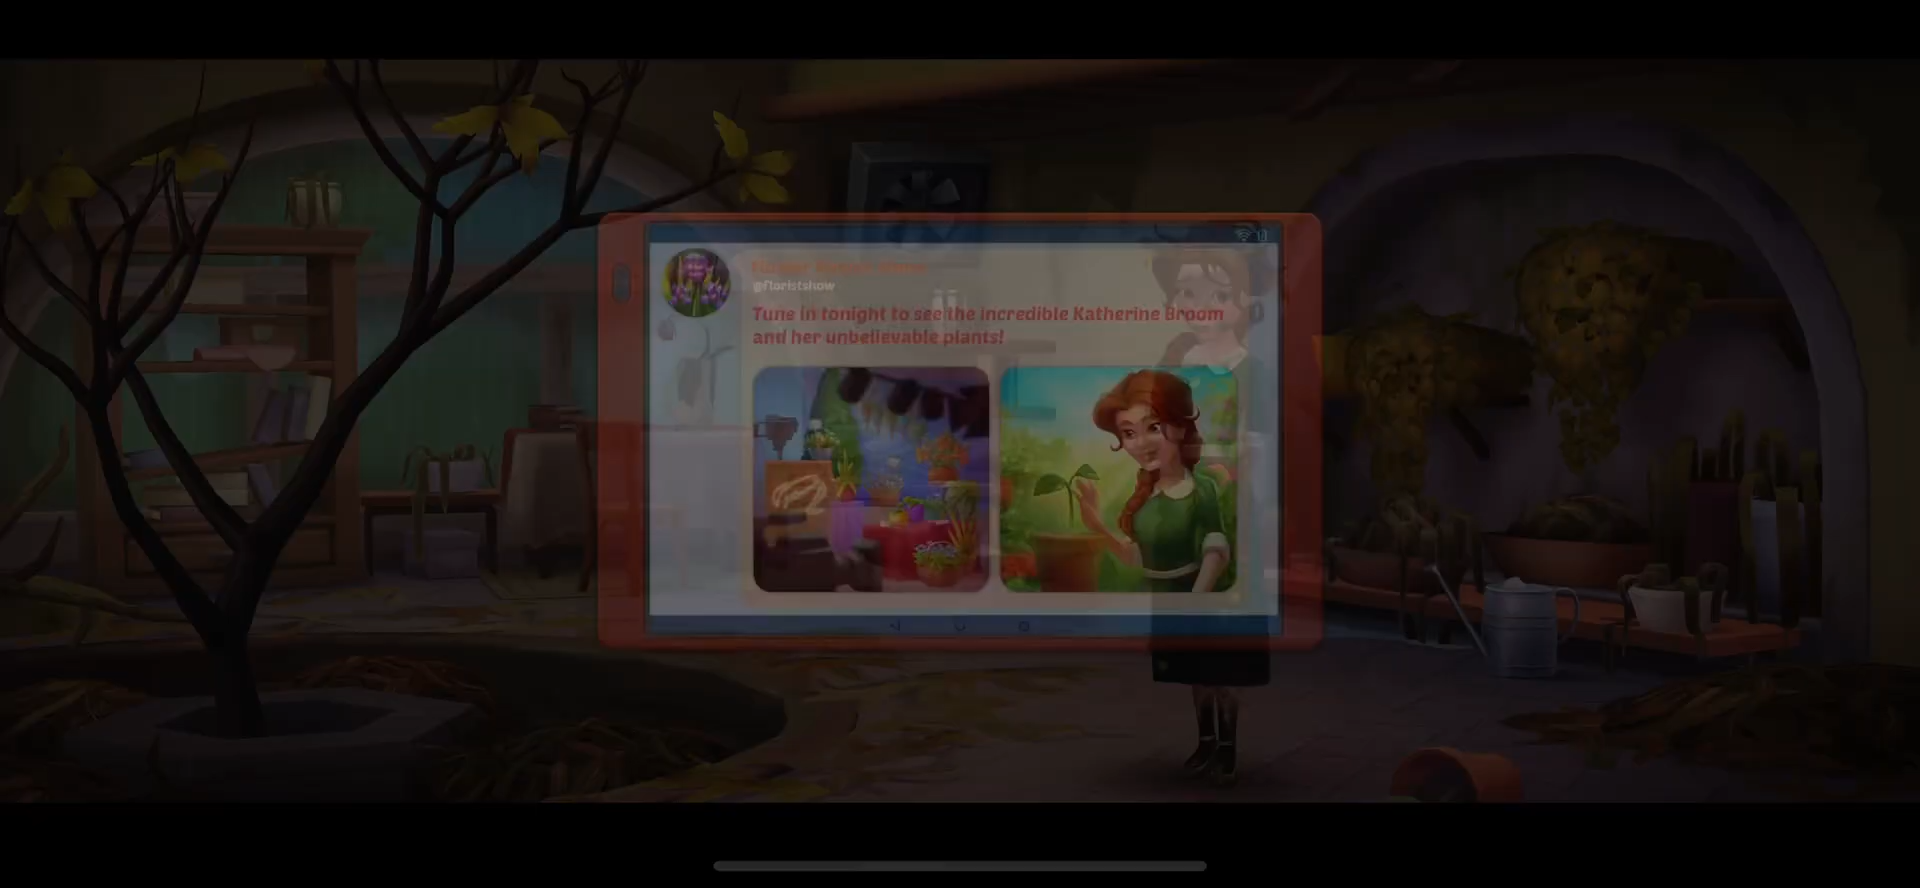 @floristshow
Tune in tonight to see the incredible Katherine Broom
and her unbelievable plants!